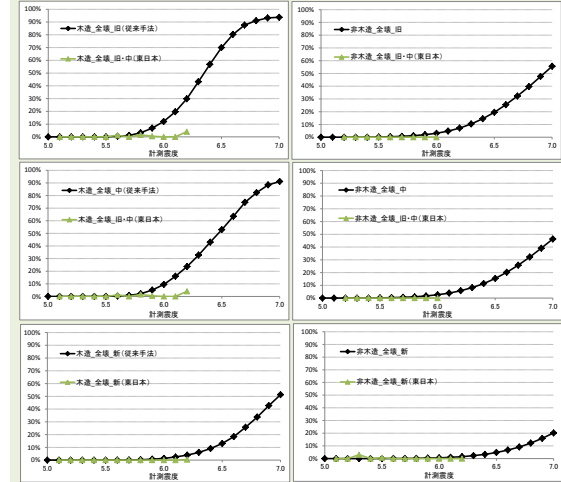 100%
90%
80%
70%
60%
50%
40%
30%
20%
10%
0%
木造_全壊_旧(従来手法)
木造_全壊_旧・中(東日本)
5.0 5.5 6.0 6.5 7.0
計測震度
100%
90%
80%
70%
60%
50%
40%
30%
20%
10%
0%
非木造_全壊_旧
非木造_全壊_旧・中(東日本)
5.0 5.5 6.0 6.5 7.0
計測震度
100%
90%
80%
70%
60%
50%
40%
30%
20%
10%
0%
木造_全壊_中(従来手法)
木造_全壊_旧・中(東日本)
5.0 5.5 6.0 6.5 7.0
計測震度
100%
90%
80%
70%
60%
50%
40%
30%
20%
10%
0%
非木造_全壊_中
非木造_全壊_旧・中(東日本)
5.0 5.5 6.0 6.5 7.0
計測震度
100%
90%
80%
70%
60%
50%
40%
30%
20%
10%
0%
木造_全壊_新(従来手法)
木造_全壊_新(東日本)
5.0 5.5 6.0 6.5 7.0
計測震度
100%
90%
80%
70%
60%
50%
40%
30%
20%
10%
0%
非木造_全壊_新
非木造_全壊_新(東日本)
5.0 5.5 6.0 6.5 7.0
計測震度